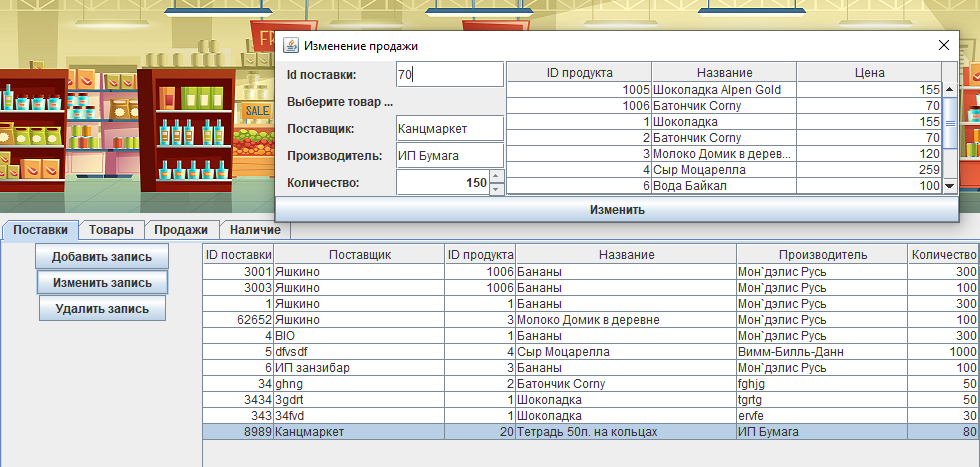 FR
SALE
Изменение продажи
Id поставки: 70
Выберите товар ...
Поставщик: Канцмаркет
Производитель: ИП Бумага
Количество: 150
ID продукта Название Цена
1005 Шоколадка Alpen Gold 155
1006 Батончик Corny 70
1 Шоколадка 155
2 Батончик Corny 70
3 Молоко Домик в дерев... 120
4 Сыр Моцарелла 259
6 Вода Байкал 100
Изменить
Поставки Товары Продажи Наличие
Добавить запись
Изменить запись
Удалить запись
ID поставки Поставщик ID продукта Название Производитель Количество
3001 Яшкино 1006 Бананы Мон`дэлис Русь 300
3003 Яшкино 1006 Бананы Мон`дэлис Русь 100
1 Яшкино 1 Бананы Мон`дэлис Русь 300
62652 Яшкино 3 Молоко Домик в деревне Мон`дэлис Русь 100
4 BIO 1 Бананы Мон`дэлис Русь 300
5 dfvsdf 4 Сыр Моцарелла Вимм-Билль-Данн 1000
6 ИП занзибар 3 Бананы Мон`дэлис Русь 100
34 ghng 2 Батончик Corny fghjg 50
3434 3gdrt 1 Шоколадка tgrtg 50
343 34fvd 1 Шоколадка ervfe 30
8989 Канцмаркет 20 Тетрадь 50л. на кольцах ИП Бумага 80